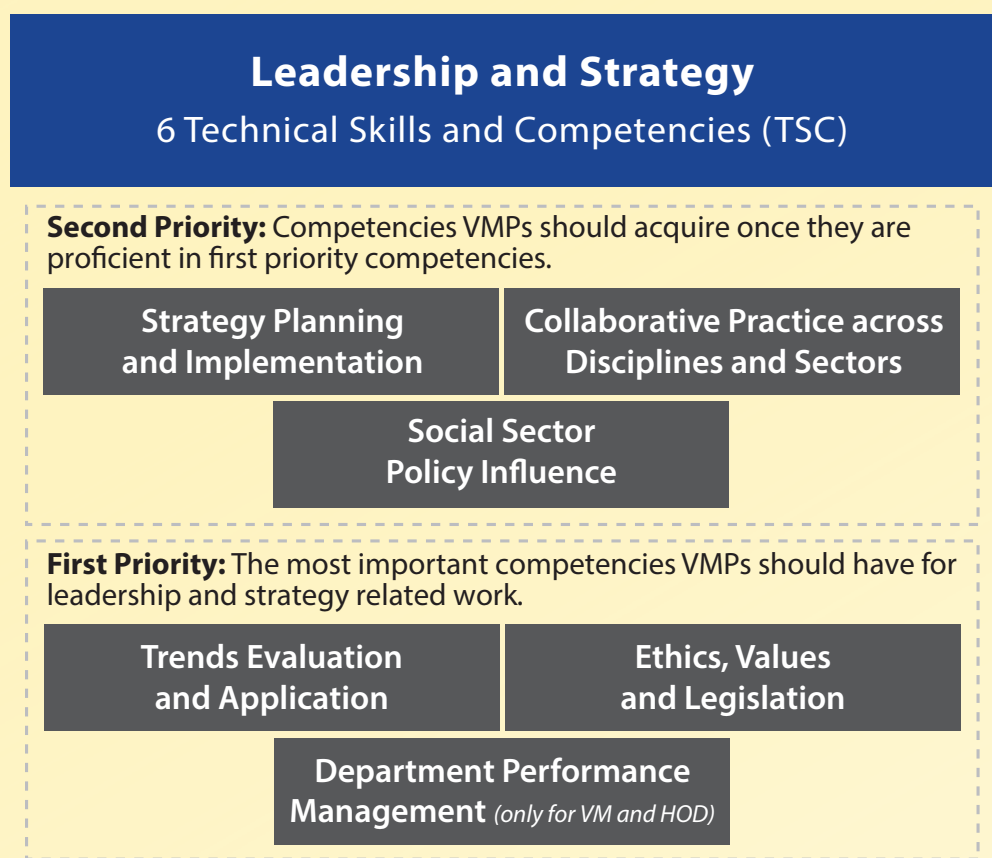 Leadership and Strategy
6 Technical Skills and Competencies (TSC)
Second Priority: Competencies VMPs should acquire once they are
proficient in first priority competencies.
Strategy Planning
and Implementation
Collaborative Practice across
Disciplines and Sectors
Social Sector
Policy Influence
First Priority: The most important competencies VMPs should have for
leadership and strategy related work.
Trends Evaluation
and Application
Ethics, Values
and Legislation
Department Performance
Management (only for VM and HOD)